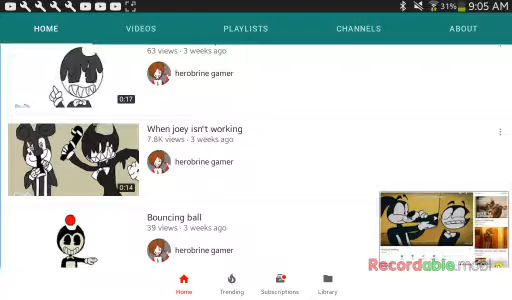 31% 9:05 AM
HOME VIDEOS PLAYLISTS CHANNELS ABOUT
63 views · 3 weeks ago
herobrine gamer
0:17
When joey isn't working
7.8K views · 3 weeks ago
herobrine gamer
0:14
Bouncing ball
39 views · 3 weeks ago
herobrine gamer
Recordable.mobi
Home Trending Subscriptions Library